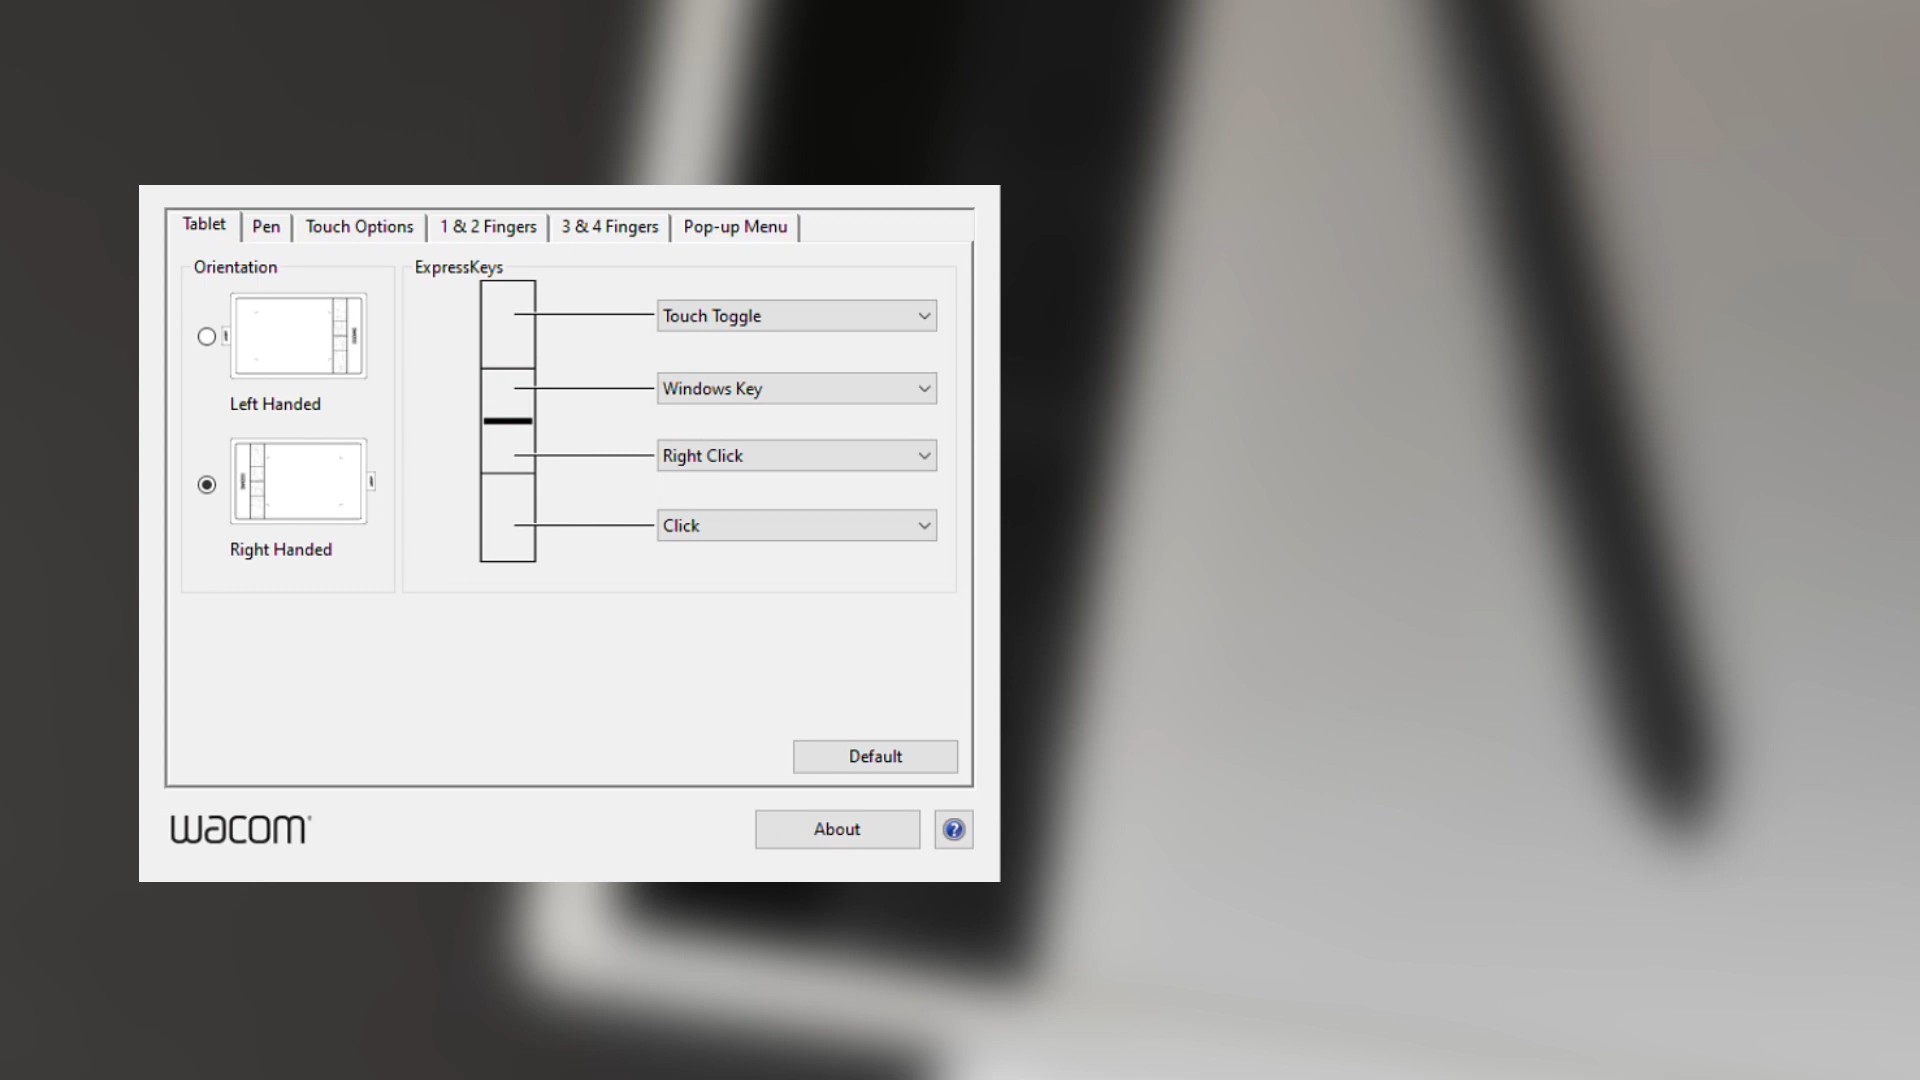 Tablet
Pen
Touch Options
1 & 2 Fingers
3 & 4 Fingers
Pop-up Menu
Orientation
Left Handed
Right Handed
ExpressKeys
Touch Toggle
Windows Key
Right Click
Click
Default
wacom
About
?